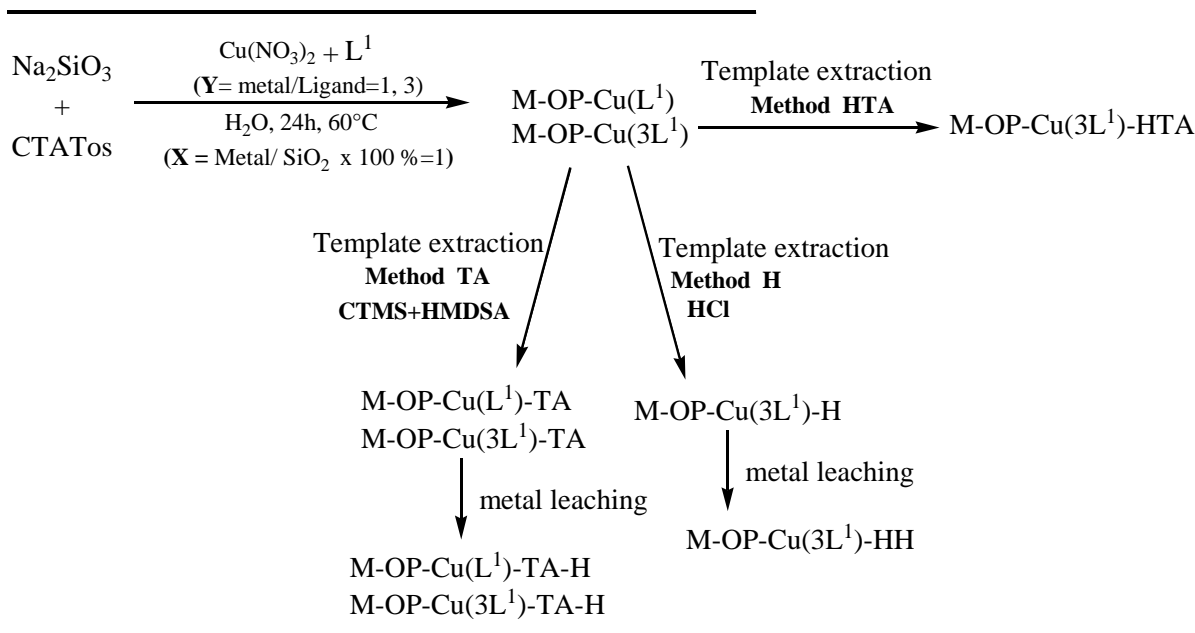 Na₂SiO₃
+
CTATos
Cu(NO₃)₂ + L¹
(Y= metal/Ligand=1, 3)
H₂O, 24h, 60°C
(X = Metal/ SiO₂ x 100 %=1)
M-OP-Cu(L¹)
M-OP-Cu(3L¹)
Template extraction
Method HTA
M-OP-Cu(3L¹)-HTA
Template extraction
Method TA
CTMS+HMDSA
Template extraction
Method H
HCl
M-OP-Cu(L¹)-TA
M-OP-Cu(3L¹)-TA
M-OP-Cu(3L¹)-H
metal leaching
metal leaching
M-OP-Cu(3L¹)-HH
M-OP-Cu(L¹)-TA-H
M-OP-Cu(3L¹)-TA-H